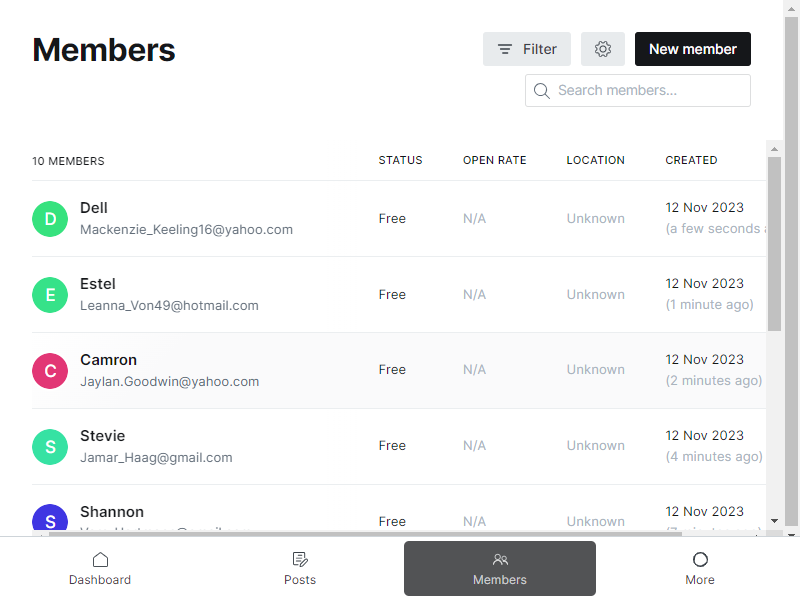 Members
Filter
New member
Search members...
10 MEMBERS STATUS OPEN RATE LOCATION CREATED
D Dell Free N/A Unknown 12 Nov 2023
Mackenzie_Keeling16@yahoo.com (a few seconds
E Estel Free N/A Unknown 12 Nov 2023
Leanna_Von49@hotmail.com (1 minute ago)
C Camron Free N/A Unknown 12 Nov 2023
Jaylan.Goodwin@yahoo.com (2 minutes ago)
S Stevie Free N/A Unknown 12 Nov 2023
Jamar_Haag@gmail.com (4 minutes ago)
S Shannon Free N/A Unknown 12 Nov 2023
Dashboard Posts Members More